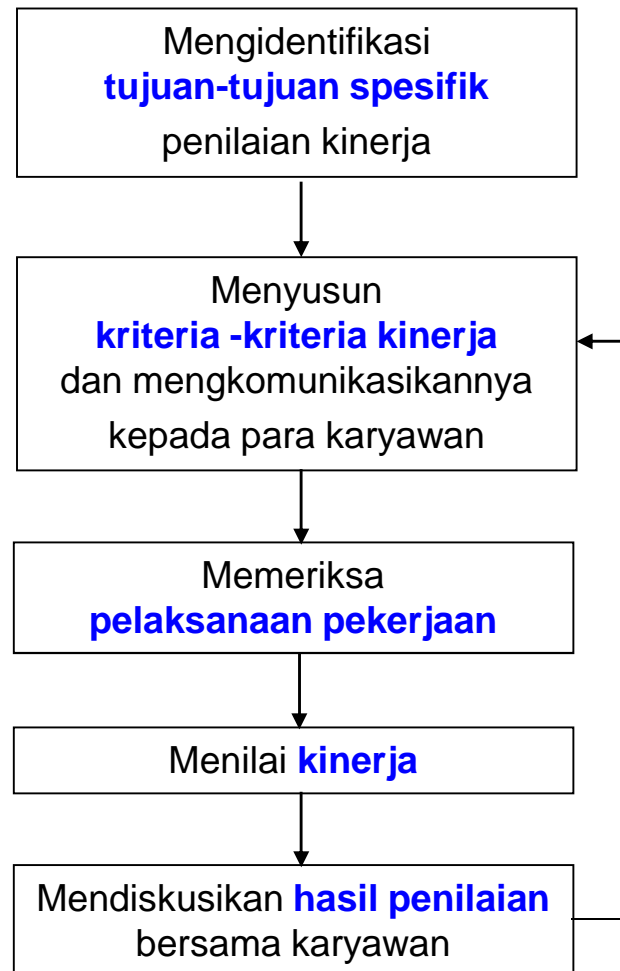 Mengidentifikasi
tujuan-tujuan spesifik
penilaian kinerja
Menyusun
kriteria -kriteria kinerja
dan mengkomunikasikannya
kepada para karyawan
Memeriksa
pelaksanaan pekerjaan
Menilai kinerja
Mendiskusikan hasil penilaian
bersama karyawan